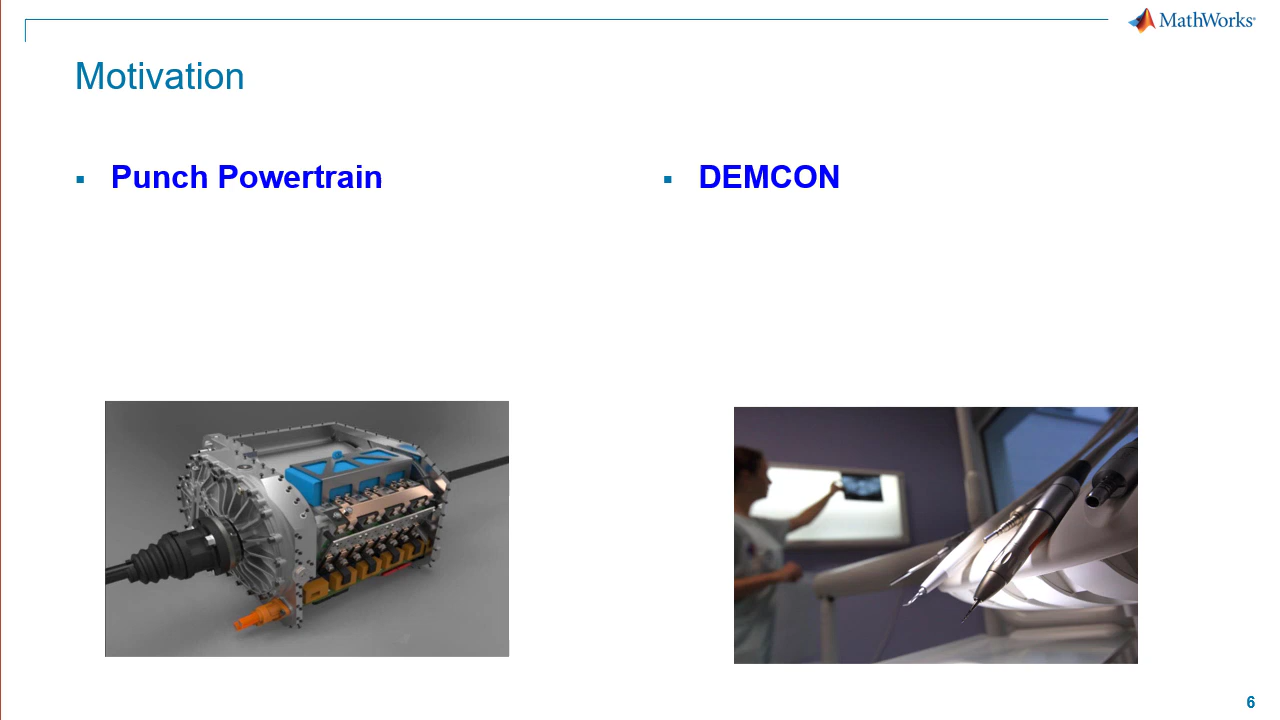 MathWorks®
Motivation
▪ Punch Powertrain
▪ DEMCON
6